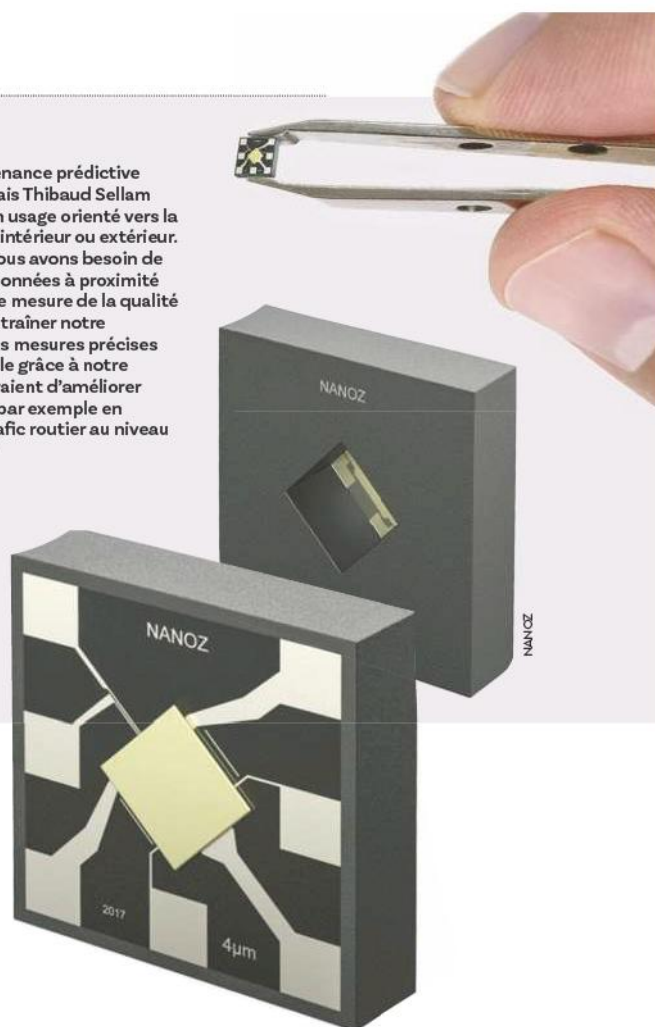 enance prédictive
ais Thibaud Sellam
n usage orienté vers la
intérieur ou extérieur.
ous avons besoin de
onnées à proximité
e mesure de la qualité
traîner notre
s mesures précises
le grâce à notre
raient d'améliorer
par exemple en
afic routier au niveau
NANOZ
NANOZ
NANOZ
2017
4µm